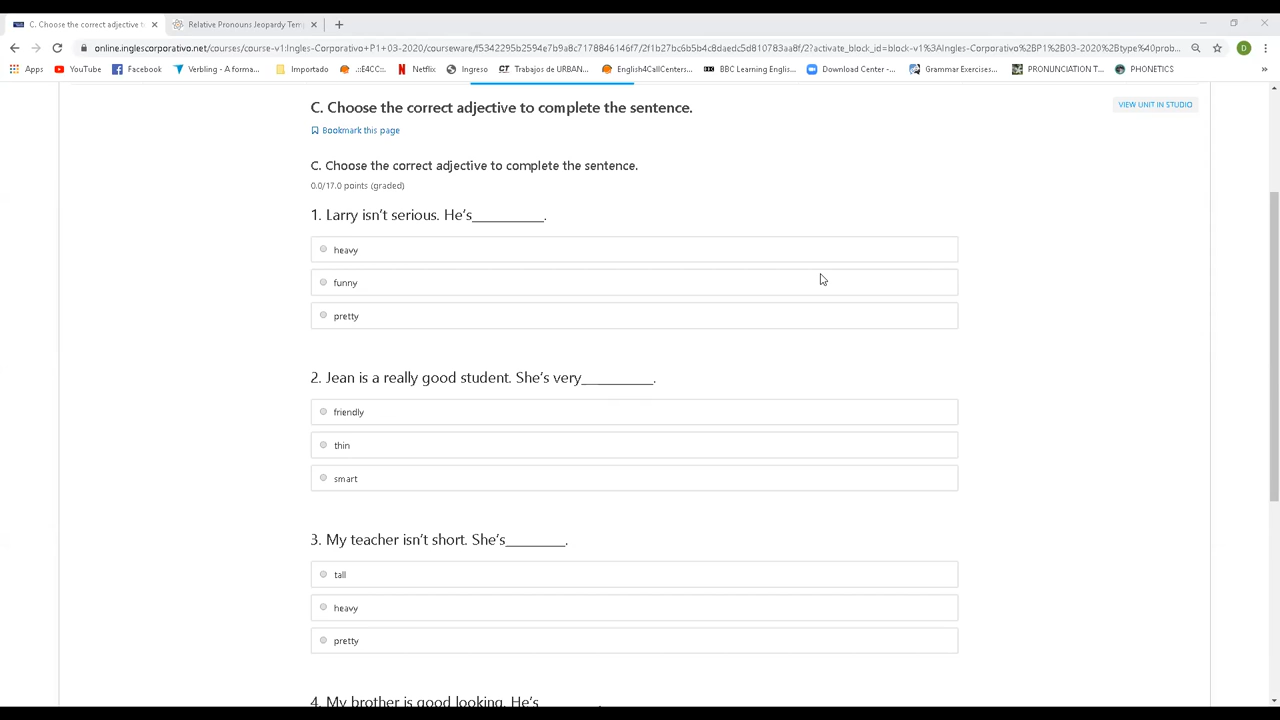 C. Choose the correct adjective t
Relative Pronouns Jeopardy Tem
online.inglescorporativo.net/courses/course-v1:Ingles-Corporativo+P1+03-2020/courseware/f5342295b2594e7b9a8c7178846146f7/2f1b27bc6b5b4c8daedc5d810783aa8f/2?activate_block_id=block-v1%3AIngles-Corporativo%2BP1%2B03-2020%2Btype%40prob...
D
Apps YouTube Facebook Verbling - A forma... Importado .::E4CC::. Netflix Ingreso CT Trabajos de URBAN... English4CallCenters... BBC BBC Learning Englis... Download Center -... Grammar Exercises... PRONUNCIATION T... PHONETICS »
C. Choose the correct adjective to complete the sentence.
VIEW UNIT IN STUDIO
Bookmark this page
C. Choose the correct adjective to complete the sentence.
0.0/17.0 points (graded)
1. Larry isn’t serious. He’s__________.
heavy
funny
pretty
2. Jean is a really good student. She’s very__________.
friendly
thin
smart
3. My teacher isn’t short. She’s________.
tall
heavy
pretty
4. My brother is good looking. He’s________